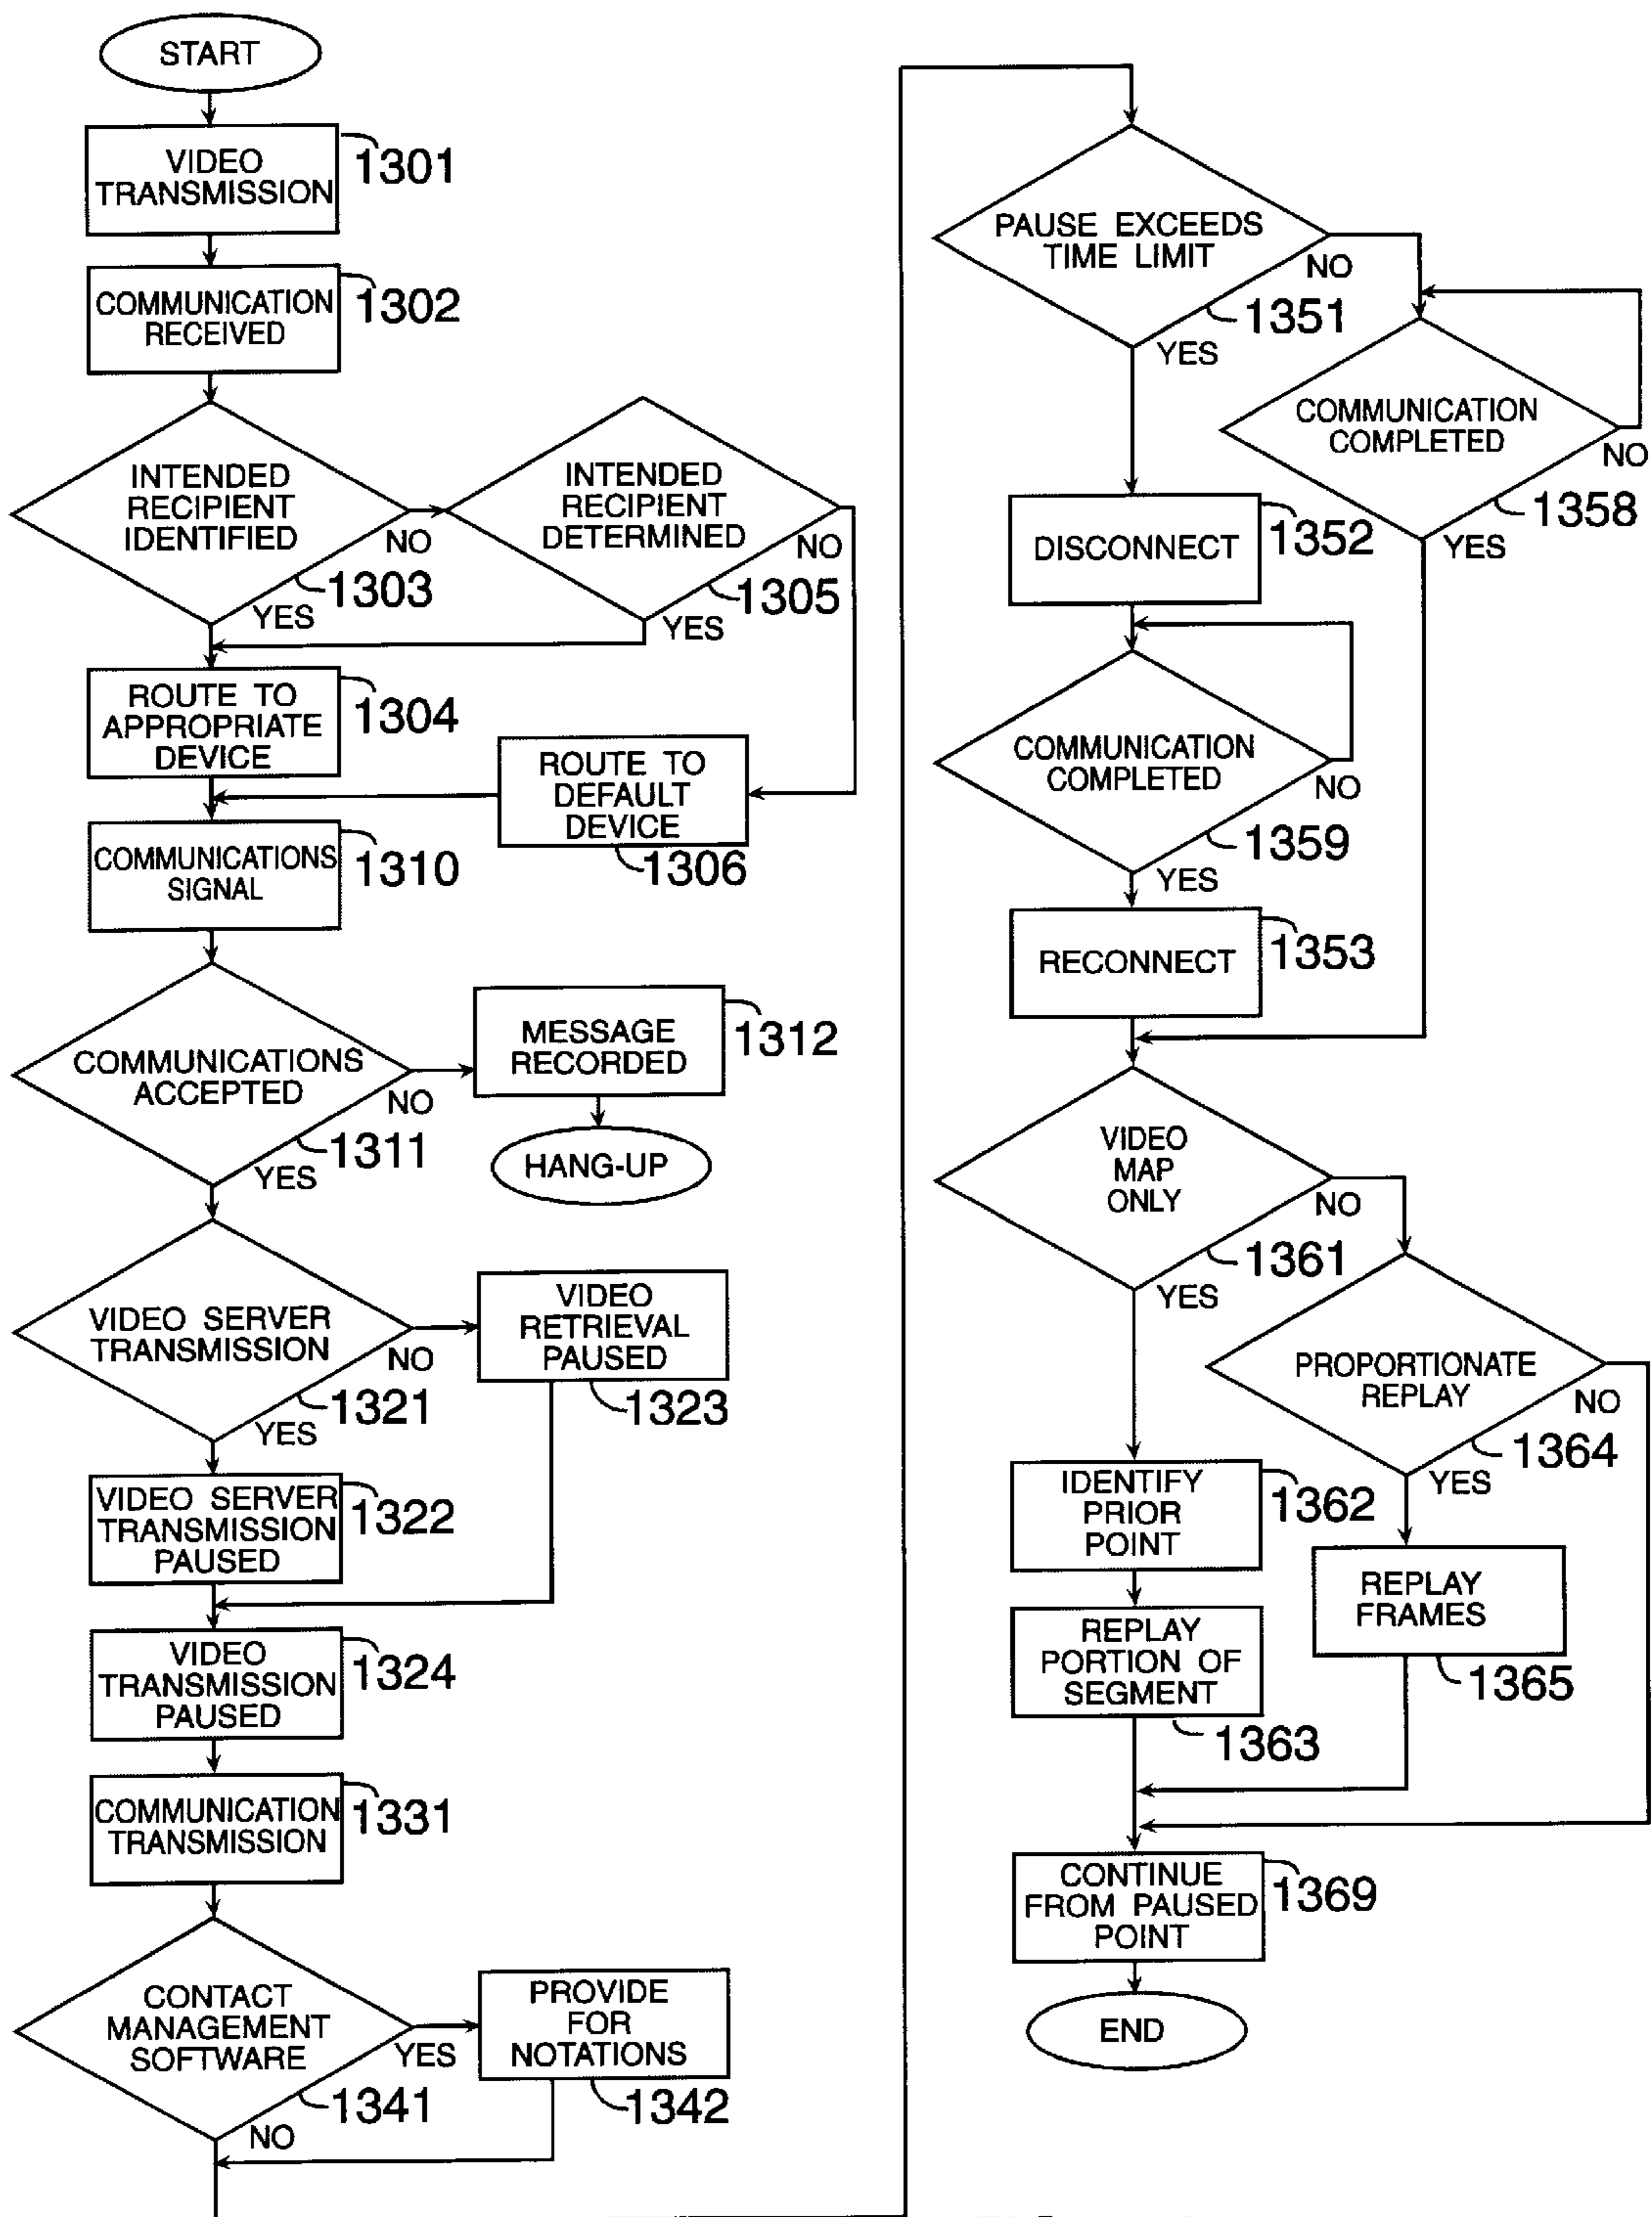 START
VIDEO
TRANSMISSION
1301
COMMUNICATION
RECEIVED
1302
INTENDED
RECIPIENT
IDENTIFIED
NO
1303
YES
INTENDED
RECIPIENT
DETERMINED
NO
1305
YES
ROUTE TO
APPROPRIATE
DEVICE
1304
ROUTE TO
DEFAULT
DEVICE
1306
COMMUNICATIONS
SIGNAL
1310
COMMUNICATIONS
ACCEPTED
NO
1311
YES
MESSAGE
RECORDED
1312
HANG-UP
VIDEO SERVER
TRANSMISSION
NO
1321
YES
VIDEO
RETRIEVAL
PAUSED
1323
VIDEO SERVER
TRANSMISSION
PAUSED
1322
VIDEO
TRANSMISSION
PAUSED
1324
COMMUNICATION
TRANSMISSION
1331
CONTACT
MANAGEMENT
SOFTWARE
YES
1341
NO
PROVIDE
FOR
NOTATIONS
1342
PAUSE EXCEEDS
TIME LIMIT
NO
1351
YES
COMMUNICATION
COMPLETED
NO
1358
YES
DISCONNECT
1352
COMMUNICATION
COMPLETED
NO
1359
YES
RECONNECT
1353
VIDEO
MAP
ONLY
NO
1361
YES
PROPORTIONATE
REPLAY
NO
1364
YES
IDENTIFY
PRIOR
POINT
1362
REPLAY
FRAMES
1365
REPLAY
PORTION OF
SEGMENT
1363
CONTINUE
FROM PAUSED
POINT
1369
END